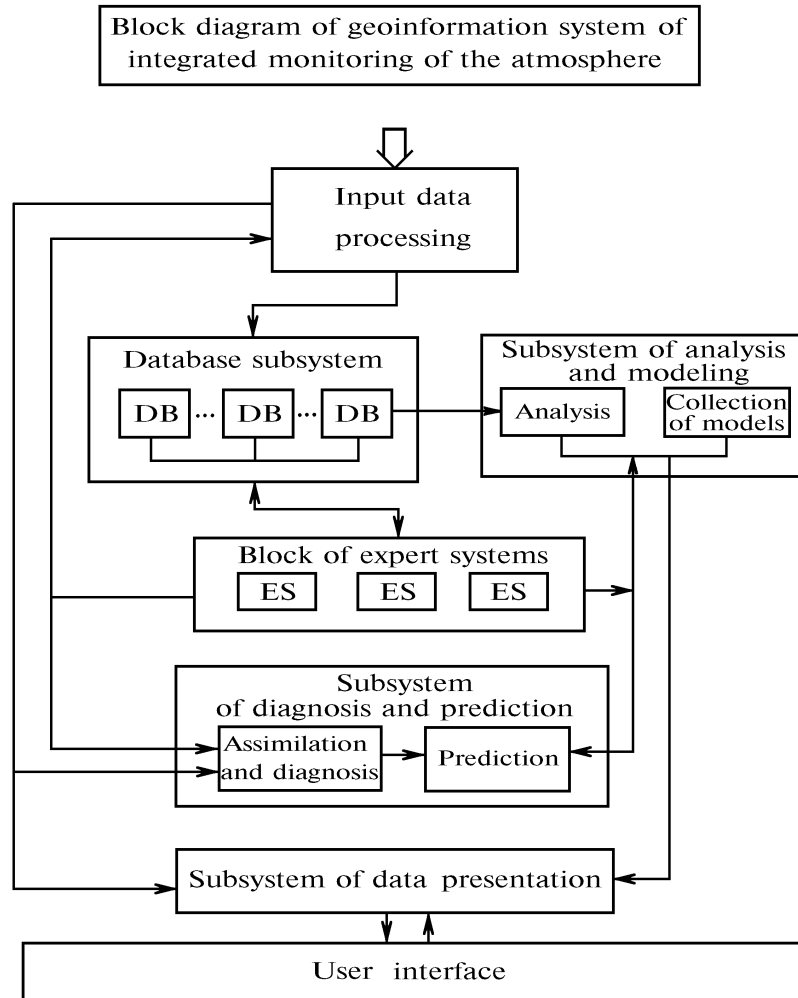 Block diagram of geoinformation system of
integrated monitoring of the atmosphere
Input data
processing
Database subsystem
DB ... DB ... DB
Subsystem of analysis
and modeling
Analysis
Collection
of models
Block of expert systems
ES ES ES
Subsystem
of diagnosis and prediction
Assimilation
and diagnosis
Prediction
Subsystem of data presentation
User interface